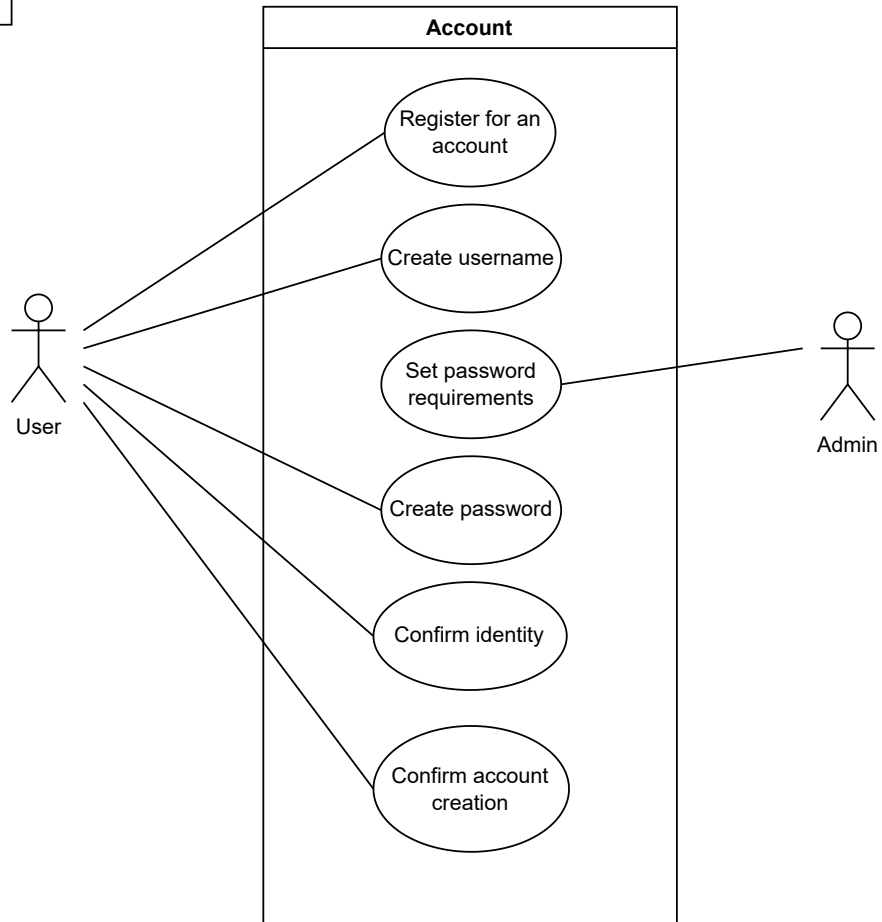 Account
Register for an
account
Create username
Set password
requirements
User
Admin
Create password
Confirm identity
Confirm account
creation